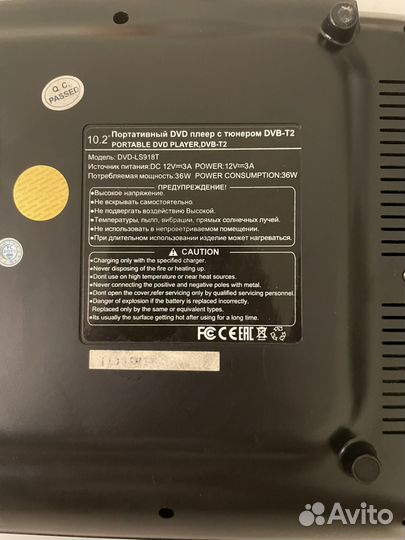 Q.C.
PASSED
10.2" Портативный DVD плеер с тюнером DVB-T2
PORTABLE DVD PLAYER,DVB-T2
Модель: DVD-LS918T
Источник питания:DC 12V⎓3A POWER:12V⎓3A
Потребляемая мощность:36W POWER CONSUMPTION:36W
ПРЕДУПРЕЖДЕНИЕ!
●Высокое напряжение.
●Не вскрывать самостоятельно.
●Не подвергать воздействию Высокой.
●Температуры, пыло, вибрации, прямых солнечных лучей.
●Не использовать в непроветриваемом помещении.
●При длительном использовании изделие может нагреваться.
CAUTION
●Charging only with the specified charger.
●Never disposing of the fire or heating up.
●Dont use on high temperature or near heat sources.
●Never connecting the positive and negative poles with metal.
●Dont open the cover,refer servicing only by qualified servicing personnel.
●Danger of explosion if the battery is replaced incorrectly.
Replaced only by the same or equivalent types.
●Its usually the surface getting hot after using for a long time.
FC CE EAC
Avito